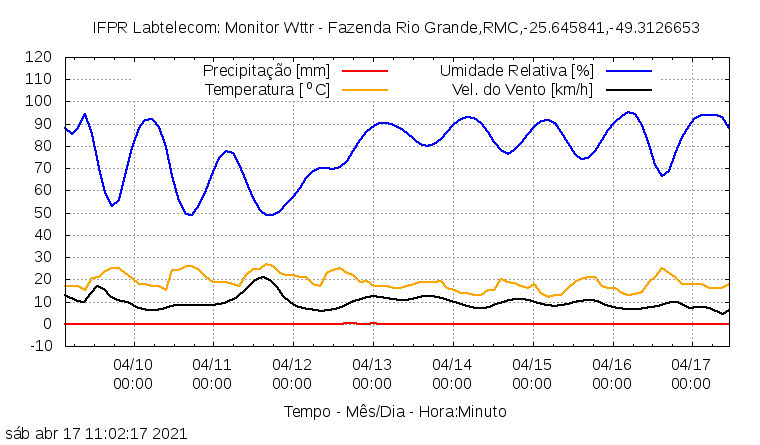 IFPR Labtelecom: Monitor Wttr - Fazenda Rio Grande,RMC,-25.645841,-49.3126653
Precipitação [mm] Umidade Relativa [%]
Temperatura [⁰C] Vel. do Vento [km/h]
120
110
100
90
80
70
60
50
40
30
20
10
0
-10
04/10 04/11 04/12 04/13 04/14 04/15 04/16 04/17
00:00 00:00 00:00 00:00 00:00 00:00 00:00 00:00
Tempo - Mês/Dia - Hora:Minuto
sáb abr 17 11:02:17 2021